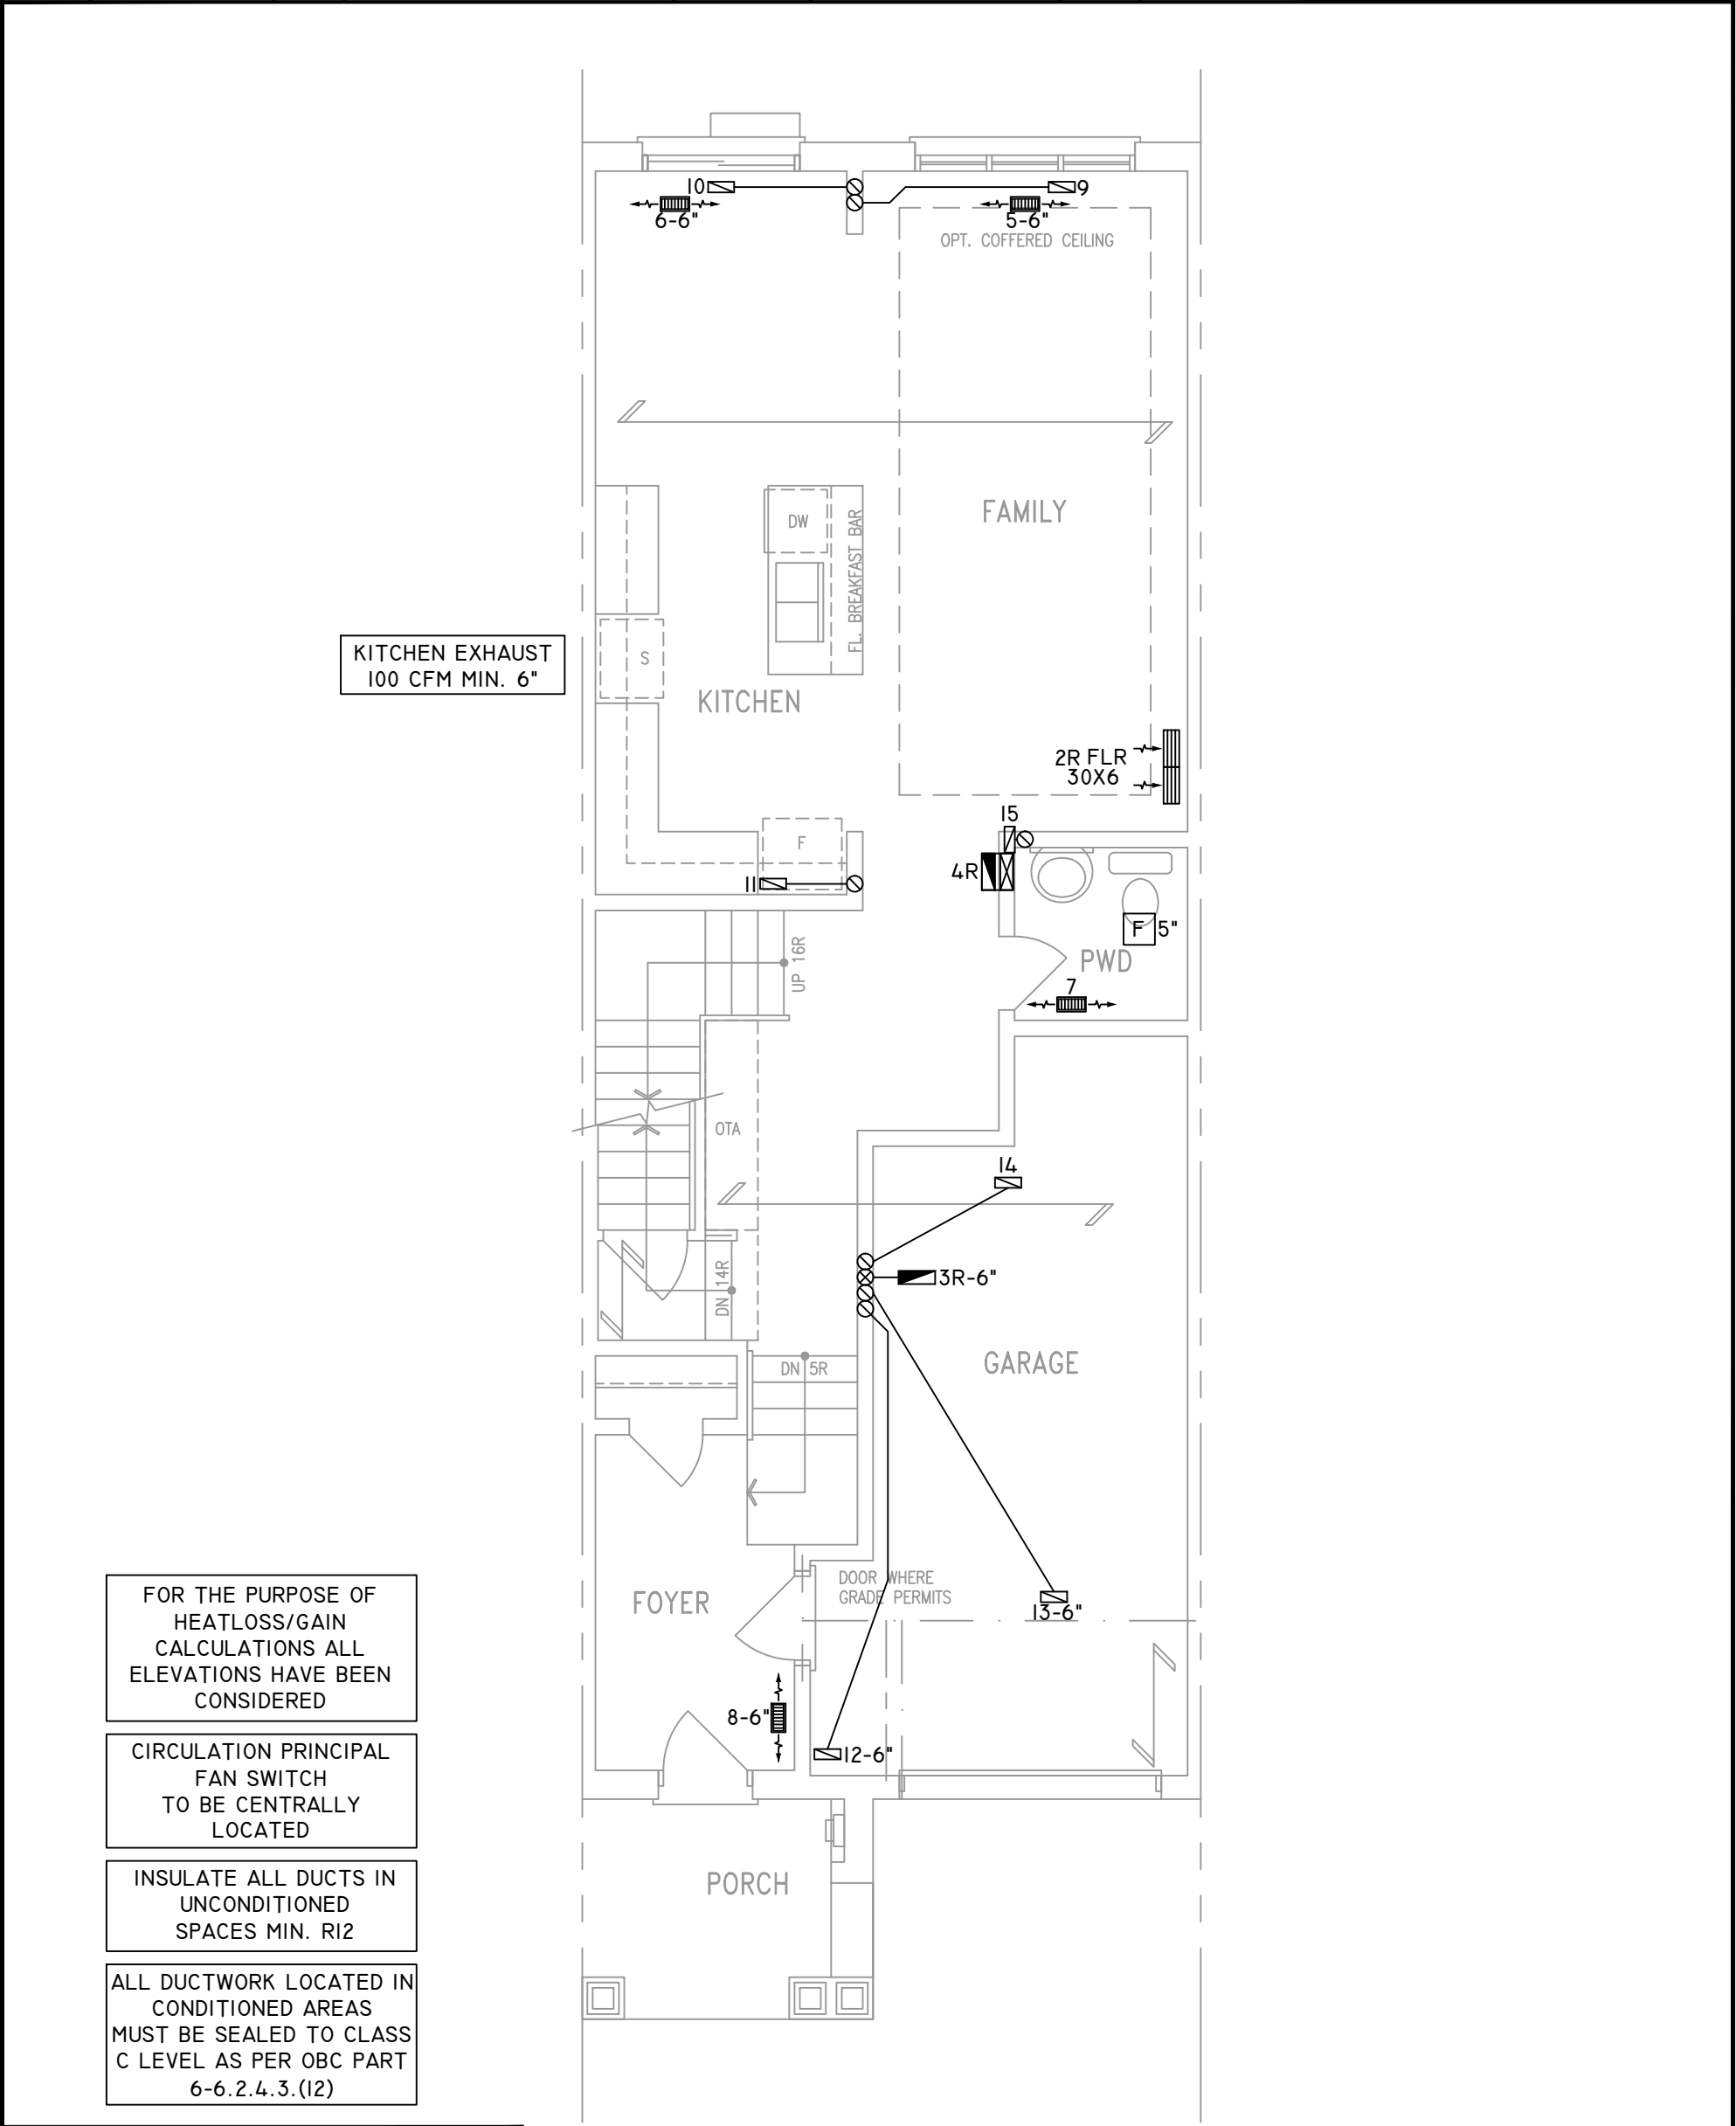 10
9
6-6"
5-6"
OPT. COFFERED CEILING
FAMILY
DW
FL. BREAKFAST BAR
KITCHEN EXHAUST
100 CFM MIN. 6"
S
KITCHEN
2R FLR
30X6
15
F
4R
11
F 5"
UP 16R
PWD
7
OTA
14
DN 14R
3R-6"
DN 5R
GARAGE
DOOR WHERE
GRADE PERMITS
FOYER
13-6"
8-6"
12-6"
PORCH
FOR THE PURPOSE OF
HEATLOSS/GAIN
CALCULATIONS ALL
ELEVATIONS HAVE BEEN
CONSIDERED
CIRCULATION PRINCIPAL
FAN SWITCH
TO BE CENTRALLY
LOCATED
INSULATE ALL DUCTS IN
UNCONDITIONED
SPACES MIN. R12
ALL DUCTWORK LOCATED IN
CONDITIONED AREAS
MUST BE SEALED TO CLASS
C LEVEL AS PER OBC PART
6-6.2.4.3.(12)